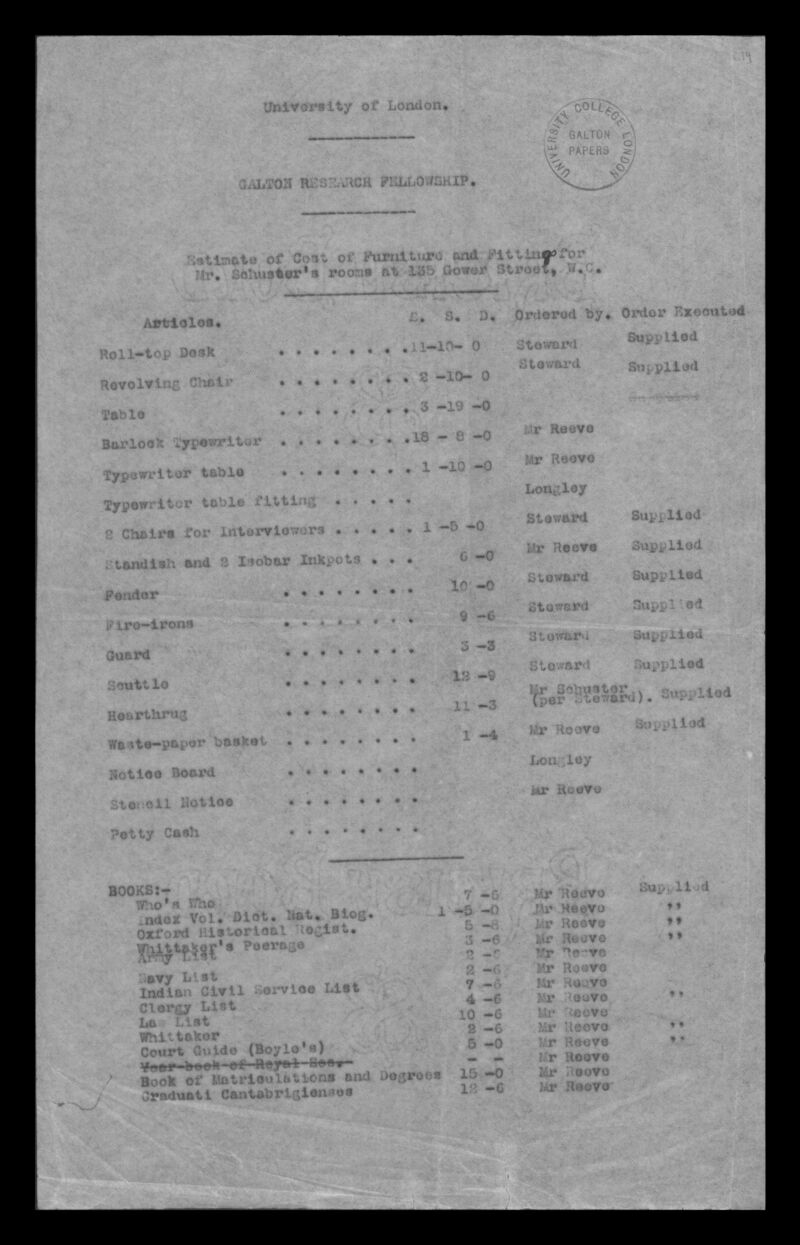 University of London.
UNIVERSITY COLLEGE LONDON
GALTON
PAPERS
GALTON RESEARCH FELLOWSHIP.
Estimate of Cost of Furniture and Fitting for
Mr. Schuster's rooms at 135 Gower Street, W.C.
Articles. £. S. D. Ordered by. Order Executed
Roll-top Desk . . . . . . . . 11-10- 0 Steward Supplied
Revolving Chair . . . . . . . . 2 -10- 0 Steward Supplied
Table . . . . . . . . 3 -19 -0
Barlock Typewriter . . . . . . . . 18 - 8 -0 Mr Reeve
Typewriter table . . . . . . . . 1 -10 -0 Mr Reeve
Typewriter table fitting . . . . . Longley
2 Chairs for Interviewers . . . . . 1 -5 -0 Steward Supplied
Standish and 2 Isobar Inkpots . . . 6 -0 Mr Reeve Supplied
Fender . . . . . . . . 10 -0 Steward Supplied
Fire-irons . . . . . . . . 9 -6 Steward Supplied
Guard . . . . . . . . 3 -3 Steward Supplied
Scuttle . . . . . . . . 12 -9 Steward Supplied
Hearthrug . . . . . . . . 11 -3 Mr Schuster (per Steward). Supplied
Waste-paper basket . . . . . . . . 1 -4 Mr Reeve Supplied
Notice Board . . . . . . . . Longley
Stencil Notice . . . . . . . . Mr Reeve
Petty Cash . . . . . . . .
BOOKS:-
Who's Who 7 -6 Mr Reeve Supplied
Index Vol. Dict. Nat. Biog. 1 -5 -0 Mr Reeve ,,
Oxford Historical Regist. 5 - Mr Reeve ,,
Whittaker's Peerage 3 -6 Mr Reeve ,,
Army List 2 - Mr Reeve
Navy List 2 -6 Mr Reeve
Indian Civil Service List 7 -6 Mr Reeve
Clergy List 4 -6 Mr Reeve ,,
Law List 10 -6 Mr Reeve
Whittaker 2 -6 Mr Reeve ,,
Court Guide (Boyle's) 5 -0 Mr Reeve ,,
Year-book of Royal Soc. - - Mr Reeve
Book of Matriculations and Degrees 15 -0 Mr Reeve
Graduati Cantabrigienses 12 -6 Mr Reeve